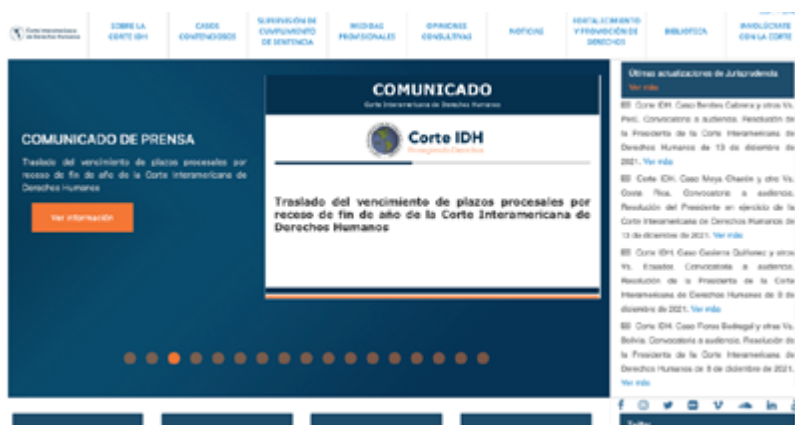 Corte Interamericana
de Derechos Humanos
SOBRE LA
CORTE IDH
CASOS
CONTENCIOSOS
SUPERVISIÓN DE
CUMPLIMIENTO
DE SENTENCIA
MEDIDAS
PROVISIONALES
OPINIONES
CONSULTIVAS
NOTICIAS
FORTALECIMIENTO
Y PROMOCIÓN DE
DERECHOS
BIBLIOTECA
INVOLÚCRATE
CON LA CORTE
COMUNICADO DE PRENSA
Traslado del vencimiento de plazos procesales por
receso de fin de año de la Corte Interamericana de
Derechos Humanos
Ver información
COMUNICADO
Corte Interamericana de Derechos Humanos
Corte IDH
Protegiendo Derechos
Traslado del vencimiento de plazos procesales por
receso de fin de año de la Corte Interamericana de
Derechos Humanos
Últimas actualizaciones de Jurisprudencia
Ver más
Corte IDH. Caso Benites Cabrera y otros Vs.
Perú. Convocatoria a audiencia. Resolución de
la Presidenta de la Corte Interamericana de
Derechos Humanos de 13 de diciembre de
2021. Ver más
Corte IDH. Caso Moya Chacón y otro Vs.
Costa Rica. Convocatoria a audiencia.
Resolución del Presidente en ejercicio de la
Corte Interamericana de Derechos Humanos de
13 de diciembre de 2021. Ver más
Corte IDH. Caso Guevara y otros
Vs. Ecuador. Convocatoria a audiencia.
Resolución de la Presidenta de la Corte
Interamericana de Derechos Humanos de 9 de
diciembre de 2021. Ver más
Corte IDH. Caso Flores Bedregal y otras Vs.
Bolivia. Convocatoria a audiencia. Resolución de
la Presidenta de la Corte Interamericana de
Derechos Humanos de 9 de diciembre de 2021.
Ver más
Twitter